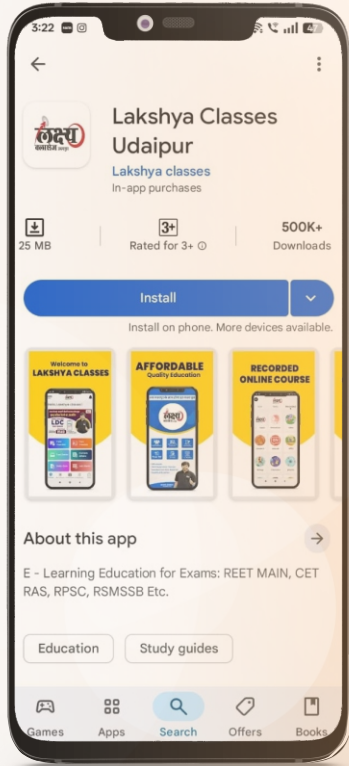 3:22
←
लक्ष्य
क्लासेस
Lakshya Classes
Udaipur
Lakshya classes
In-app purchases
25 MB
3+
Rated for 3+
500K+
Downloads
Install
Install on phone. More devices available.
Welcome to
LAKSHYA CLASSES
LDC
AFFORDABLE
Quality Education
लक्ष्य
RECORDED
ONLINE COURSE
About this app
E - Learning Education for Exams: REET MAIN, CET
RAS, RPSC, RSMSSB Etc.
Education
Study guides
Games
Apps
Search
Offers
Books